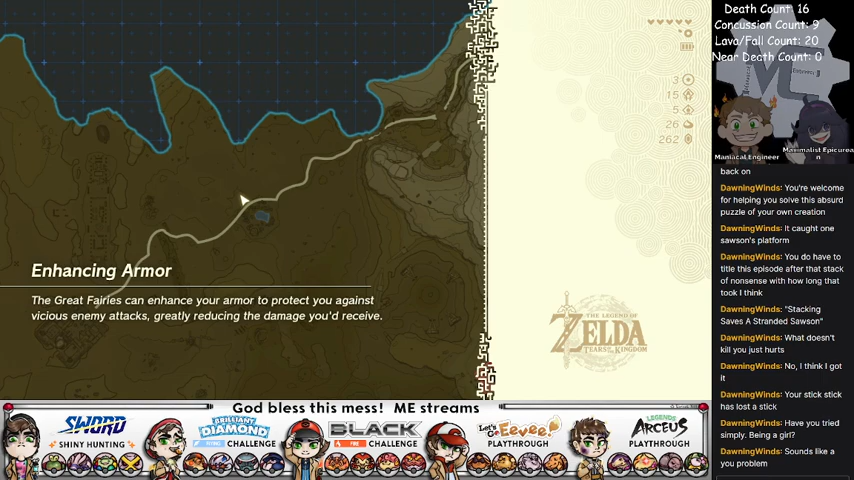 Death Count: 16
Concussion Count: 9
Lava/Fall Count: 20
Near Death Count: 0
3
15
5
26
262
Maniacal Engineer
Maximalist Epicurean
back on
DawningWinds: You're welcome
for helping you solve this absurd
puzzle of your own creation
DawningWinds: It caught one
sawson's platform
DawningWinds: You do have to
title this episode after that stack
of nonsense with how long that
took I think
DawningWinds:
"Stacking
Saves A Stranded Sawson"
DawningWinds: What doesn't
kill you just hurts
DawningWinds: No, I think I got
it
DawningWinds: Your stick stick
has lost a stick
DawningWinds: Have you tried
simply. Being a girl?
DawningWinds: Sounds like a
you problem
Enhancing Armor
The Great Fairies can enhance your armor to protect you against
vicious enemy attacks, greatly reducing the damage you'd receive.
THE LEGEND OF
ZELDA
TEARS OF THE KINGDOM
God bless this mess! ME streams
SWORD
SHINY HUNTING
BRILLIANT
DIAMOND
FLYING CHALLENGE
BLACK
FIRE CHALLENGE
Let's Go Eevee!
PLAYTHROUGH
LEGENDS
ARCEUS
PLAYTHROUGH